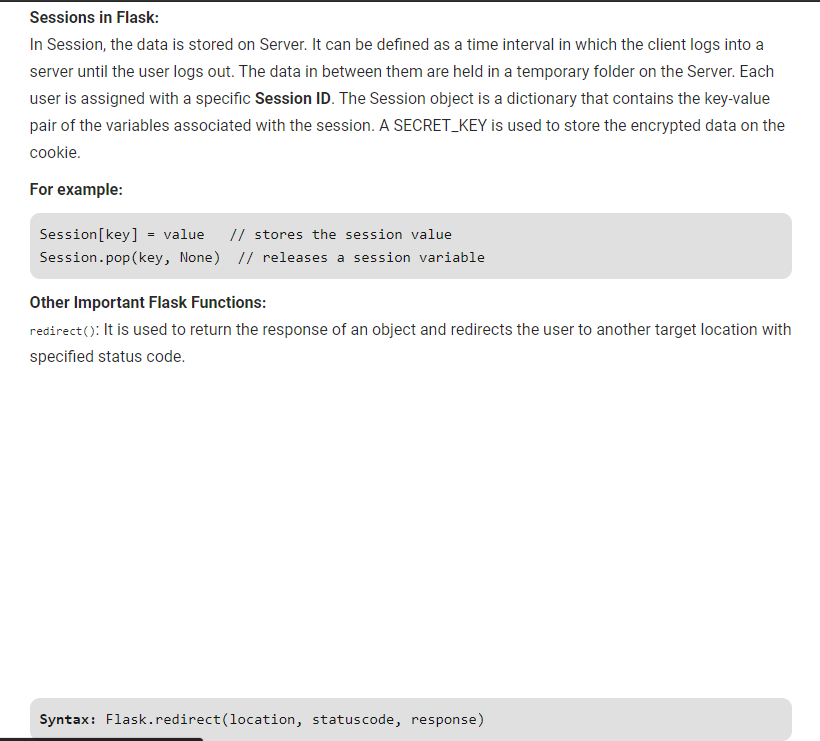 Sessions in Flask:
In Session, the data is stored on Server. It can be defined as a time interval in which the client logs into a
server until the user logs out. The data in between them are held in a temporary folder on the Server. Each
user is assigned with a specific Session ID. The Session object is a dictionary that contains the key-value
pair of the variables associated with the session. A SECRET_KEY is used to store the encrypted data on the
cookie.
For example:
Session[key] = value   // stores the session value
Session.pop(key, None)  // releases a session variable
Other Important Flask Functions:
redirect(): It is used to return the response of an object and redirects the user to another target location with
specified status code.
Syntax: Flask.redirect(location, statuscode, response)